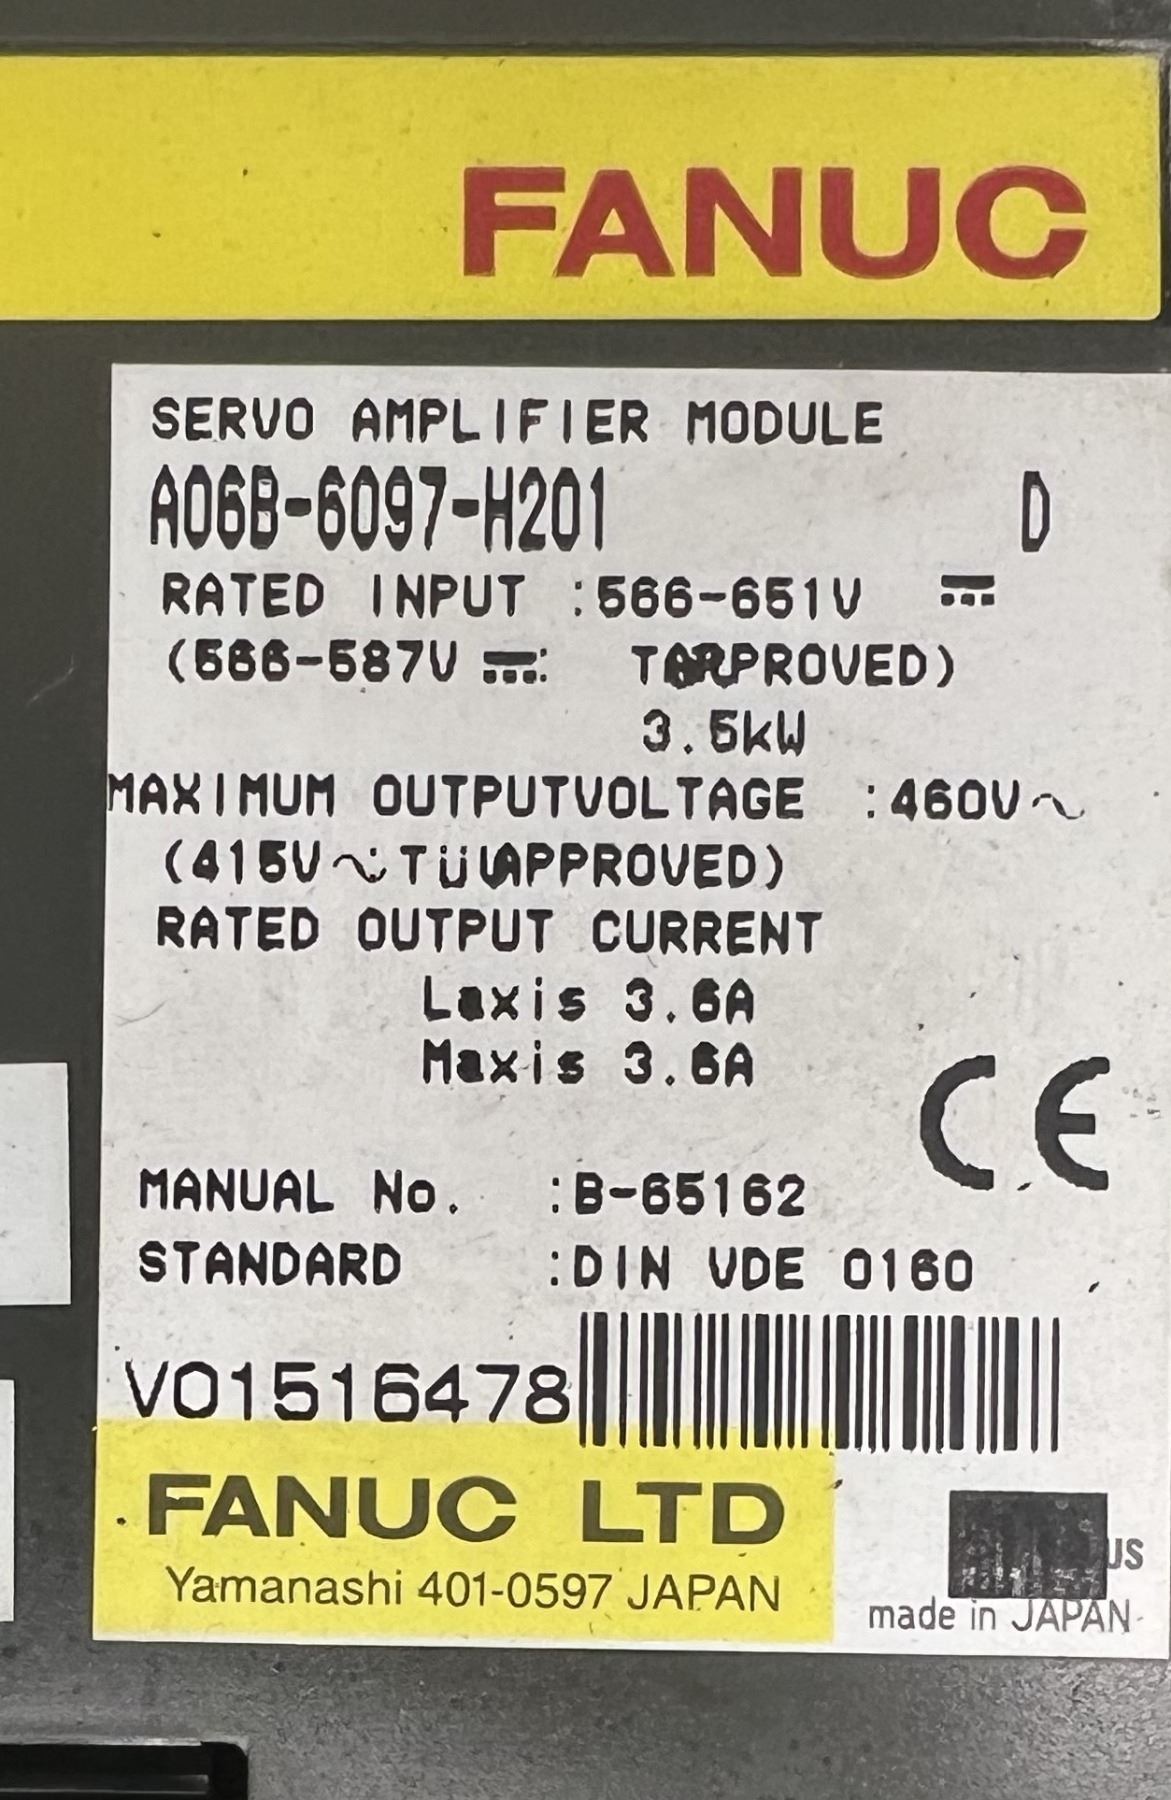 FANUC
SERVO AMPLIFIER MODULE
A06B-6097-H201 D
RATED INPUT :566-651V ⎓
(566-587V ⎓: APPROVED)
3.5kW
MAXIMUM OUTPUTVOLTAGE :460V~
(415V~: TÜV APPROVED)
RATED OUTPUT CURRENT
Laxis 3.6A
Maxis 3.6A
CE
MANUAL No. :B-65162
STANDARD :DIN VDE 0160
V01516478
FANUC LTD
Yamanashi 401-0597 JAPAN
US
made in JAPAN